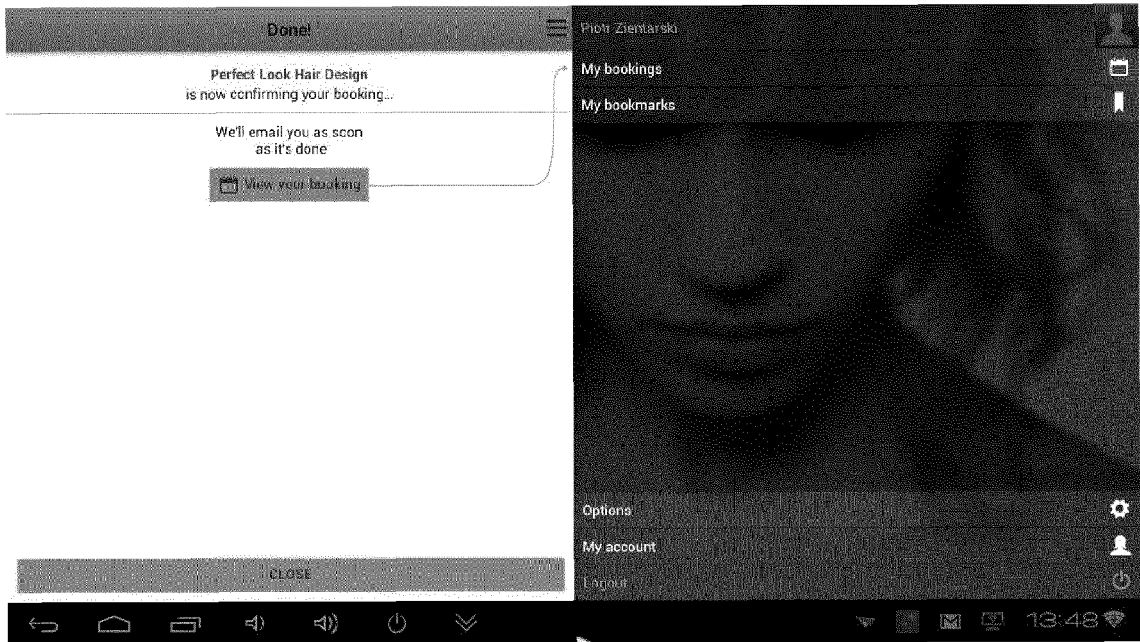 Done!
Perfect Look Hair Design
is now confirming your booking...
We'll email you as soon
as it's done
View your booking
CLOSE
Piotr Zientarski
My bookings
My bookmarks
Options
My account
Logout
13:48